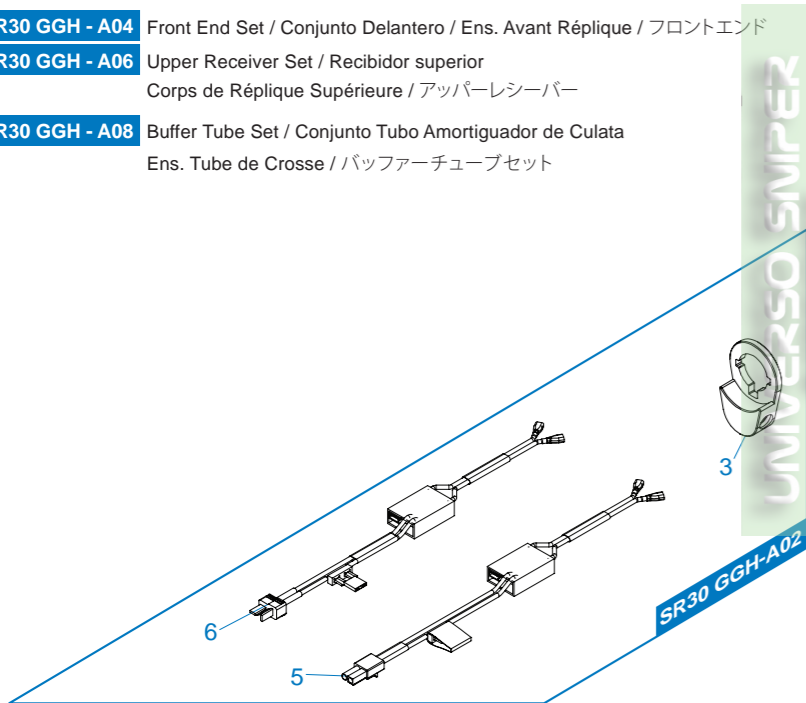 R30 GGH - A04 Front End Set / Conjunto Delantero / Ens. Avant Réplique / フロントエンド
R30 GGH - A06 Upper Receiver Set / Recibidor superior
Corps de Réplique Supérieure / アッパーレシーバー
R30 GGH - A08 Buffer Tube Set / Conjunto Tubo Amortiguador de Culata
Ens. Tube de Crosse / バッファーチューブセット
UNIVERSO SNIPER
3
SR30 GGH-A02
6
5